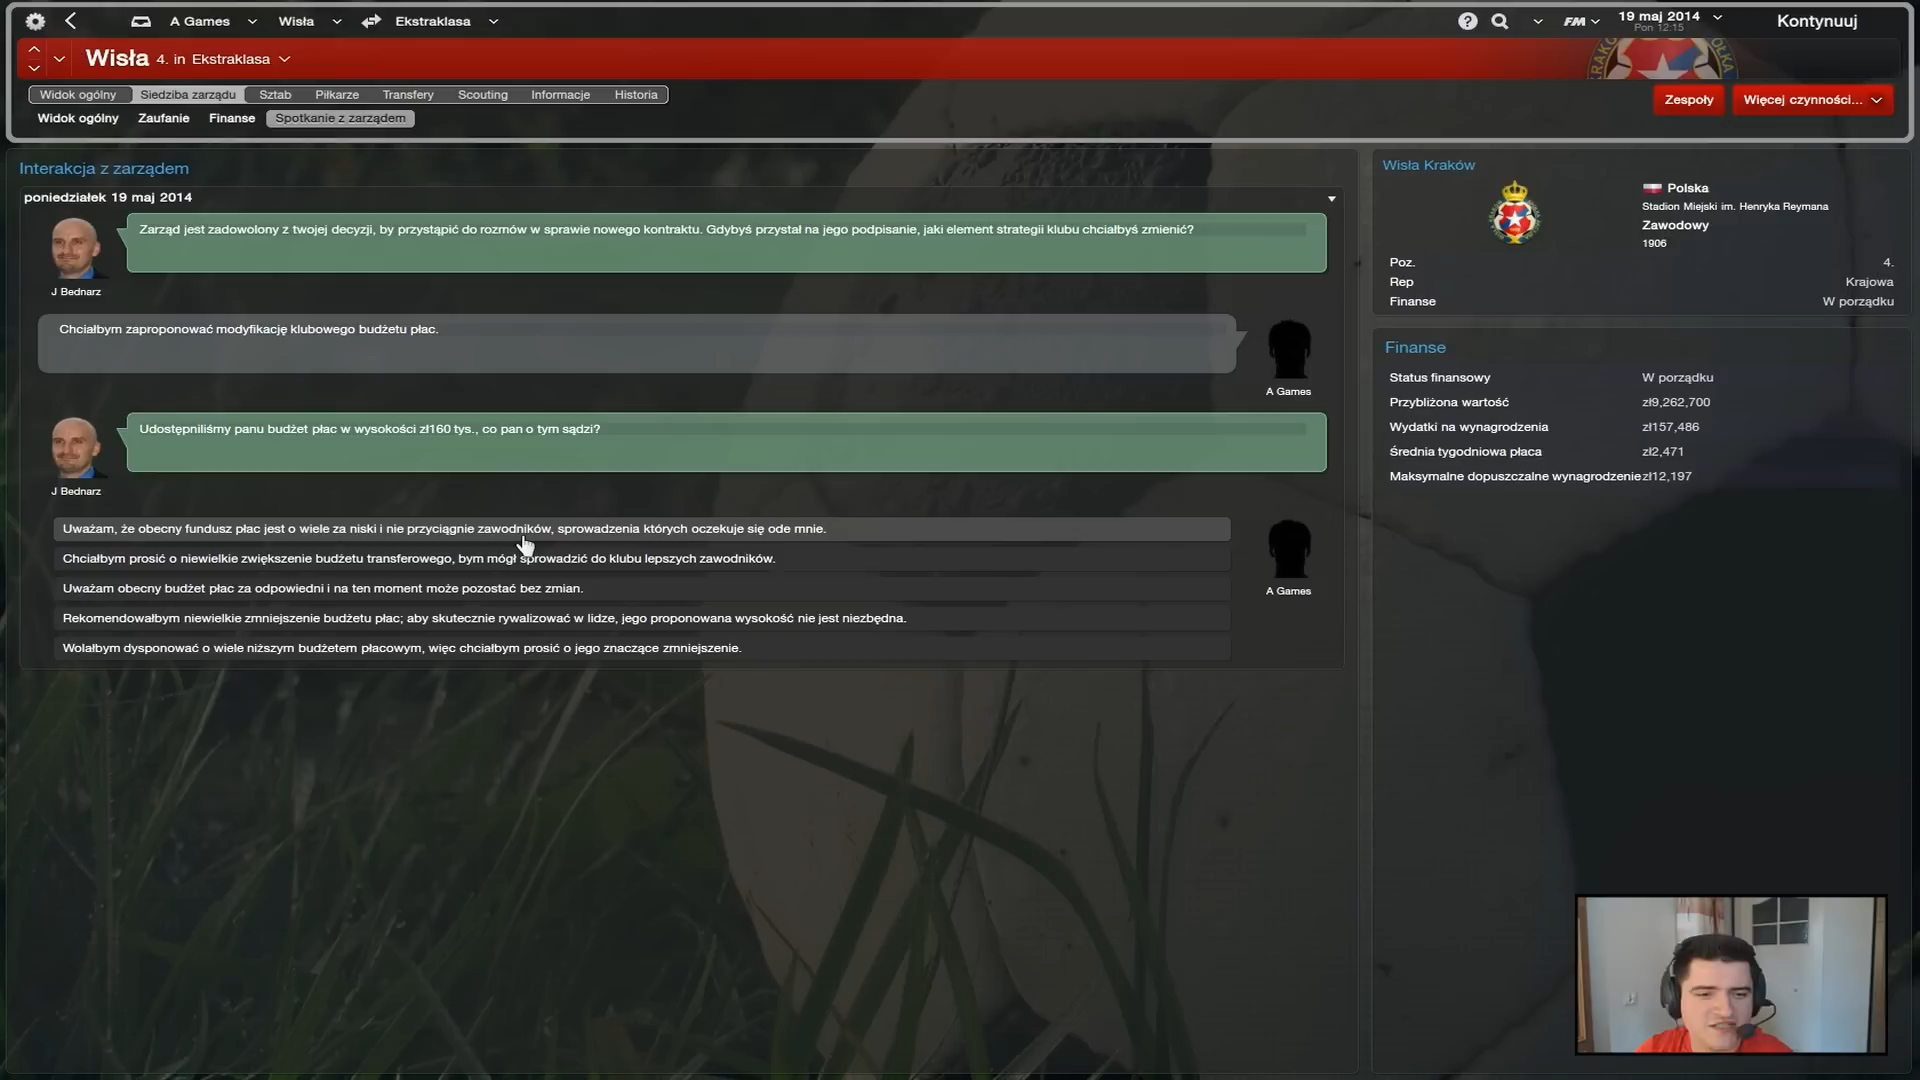 A Games
Wisła
Ekstraklasa
FM
19 maj 2014
Pon 12:15
Kontynuuj
Wisła 4. in Ekstraklasa
Widok ogólny
Siedziba zarządu
Sztab
Piłkarze
Transfery
Scouting
Informacje
Historia
Zespoły
Więcej czynności...
Widok ogólny
Zaufanie
Finanse
Spotkanie z zarządem
Interakcja z zarządem
poniedziałek 19 maj 2014
Zarząd jest zadowolony z twojej decyzji, by przystąpić do rozmów w sprawie nowego kontraktu. Gdybyś przystał na jego podpisanie, jaki element strategii klubu chciałbyś zmienić?
J Bednarz
Chciałbym zaproponować modyfikację klubowego budżetu płac.
A Games
Udostępniliśmy panu budżet płac w wysokości zł160 tys., co pan o tym sądzi?
J Bednarz
Uważam, że obecny fundusz płac jest o wiele za niski i nie przyciągnie zawodników, sprowadzenia których oczekuje się ode mnie.
Chciałbym prosić o niewielkie zwiększenie budżetu transferowego, bym mógł sprowadzić do klubu lepszych zawodników.
Uważam obecny budżet płac za odpowiedni i na ten moment może pozostać bez zmian.
Rekomendowałbym niewielkie zmniejszenie budżetu płac; aby skutecznie rywalizować w lidze, jego proponowana wysokość nie jest niezbędna.
Wolałbym dysponować o wiele niższym budżetem płacowym, więc chciałbym prosić o jego znaczące zmniejszenie.
A Games
Wisła Kraków
Polska
Stadion Miejski im. Henryka Reymana
Zawodowy
1906
Poz. 4.
Rep Krajowa
Finanse W porządku
Finanse
Status finansowy W porządku
Przybliżona wartość zł9,262,700
Wydatki na wynagrodzenia zł157,486
Średnia tygodniowa płaca zł2,471
Maksymalne dopuszczalne wynagrodzenie zł12,197